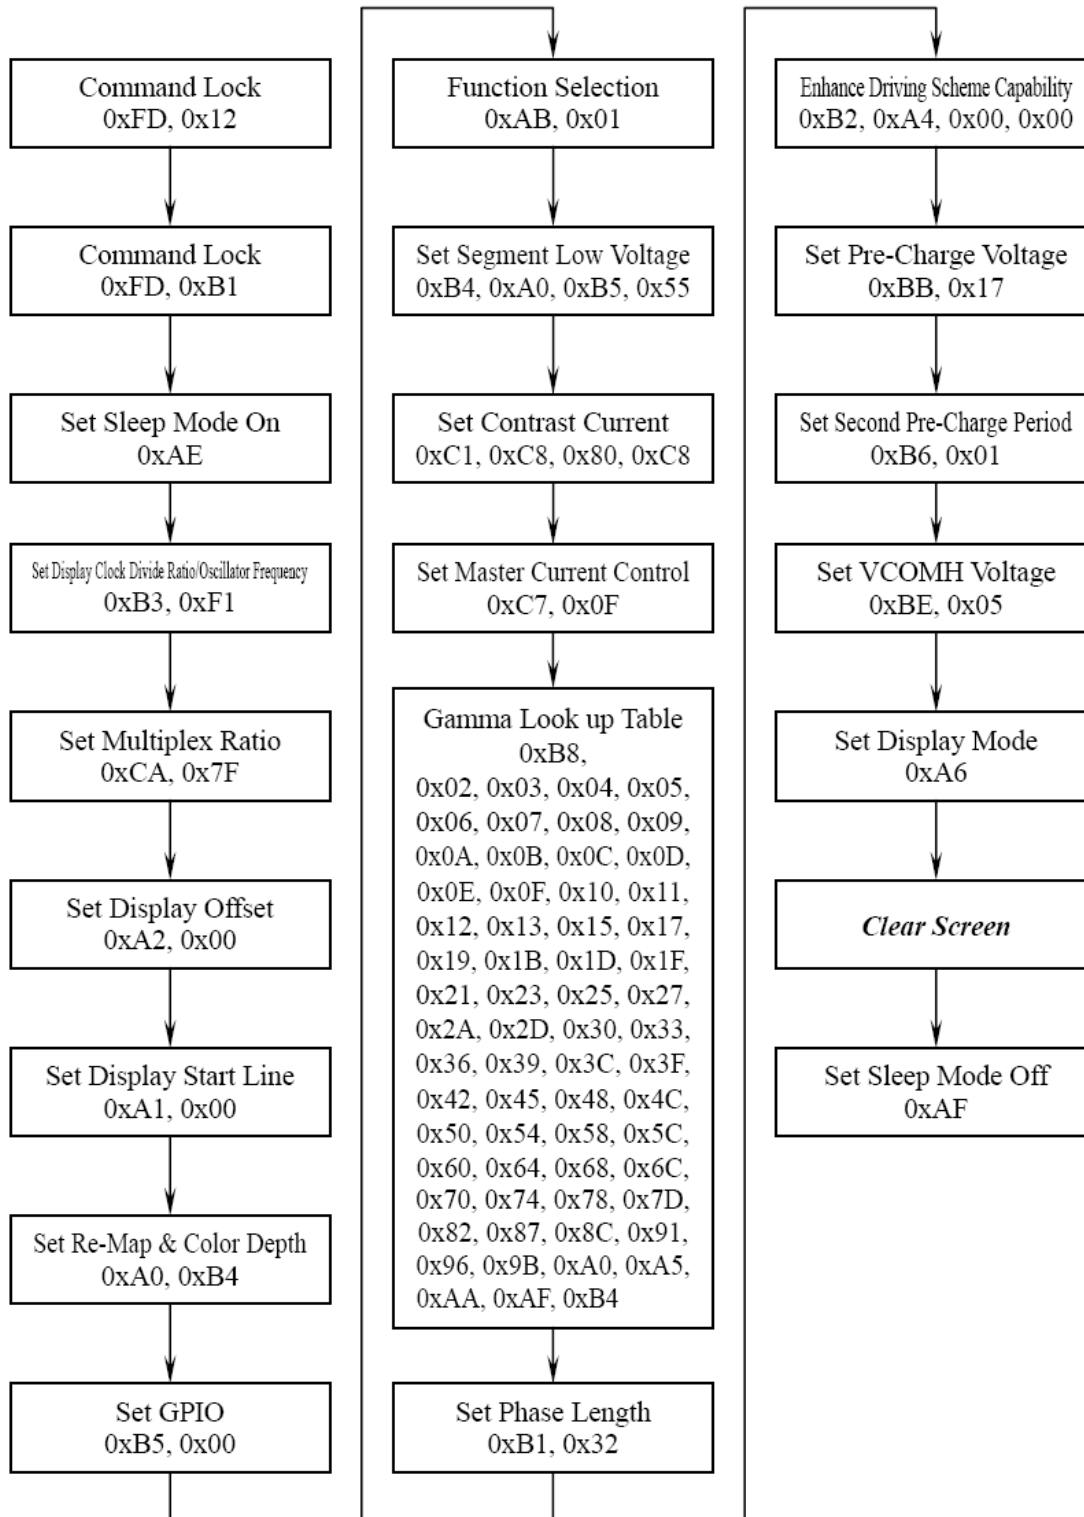 Command Lock
0xFD, 0x12
Command Lock
0xFD, 0xB1
Set Sleep Mode On
0xAE
Set Display Clock Divide Ratio/Oscillator Frequency
0xB3, 0xF1
Set Multiplex Ratio
0xCA, 0x7F
Set Display Offset
0xA2, 0x00
Set Display Start Line
0xA1, 0x00
Set Re-Map & Color Depth
0xA0, 0xB4
Set GPIO
0xB5, 0x00
Function Selection
0xAB, 0x01
Set Segment Low Voltage
0xB4, 0xA0, 0xB5, 0x55
Set Contrast Current
0xC1, 0xC8, 0x80, 0xC8
Set Master Current Control
0xC7, 0x0F
Gamma Look up Table
0xB8,
0x02, 0x03, 0x04, 0x05,
0x06, 0x07, 0x08, 0x09,
0x0A, 0x0B, 0x0C, 0x0D,
0x0E, 0x0F, 0x10, 0x11,
0x12, 0x13, 0x15, 0x17,
0x19, 0x1B, 0x1D, 0x1F,
0x21, 0x23, 0x25, 0x27,
0x2A, 0x2D, 0x30, 0x33,
0x36, 0x39, 0x3C, 0x3F,
0x42, 0x45, 0x48, 0x4C,
0x50, 0x54, 0x58, 0x5C,
0x60, 0x64, 0x68, 0x6C,
0x70, 0x74, 0x78, 0x7D,
0x82, 0x87, 0x8C, 0x91,
0x96, 0x9B, 0xA0, 0xA5,
0xAA, 0xAF, 0xB4
Set Phase Length
0xB1, 0x32
Enhance Driving Scheme Capability
0xB2, 0xA4, 0x00, 0x00
Set Pre-Charge Voltage
0xBB, 0x17
Set Second Pre-Charge Period
0xB6, 0x01
Set VCOMH Voltage
0xBE, 0x05
Set Display Mode
0xA6
Clear Screen
Set Sleep Mode Off
0xAF